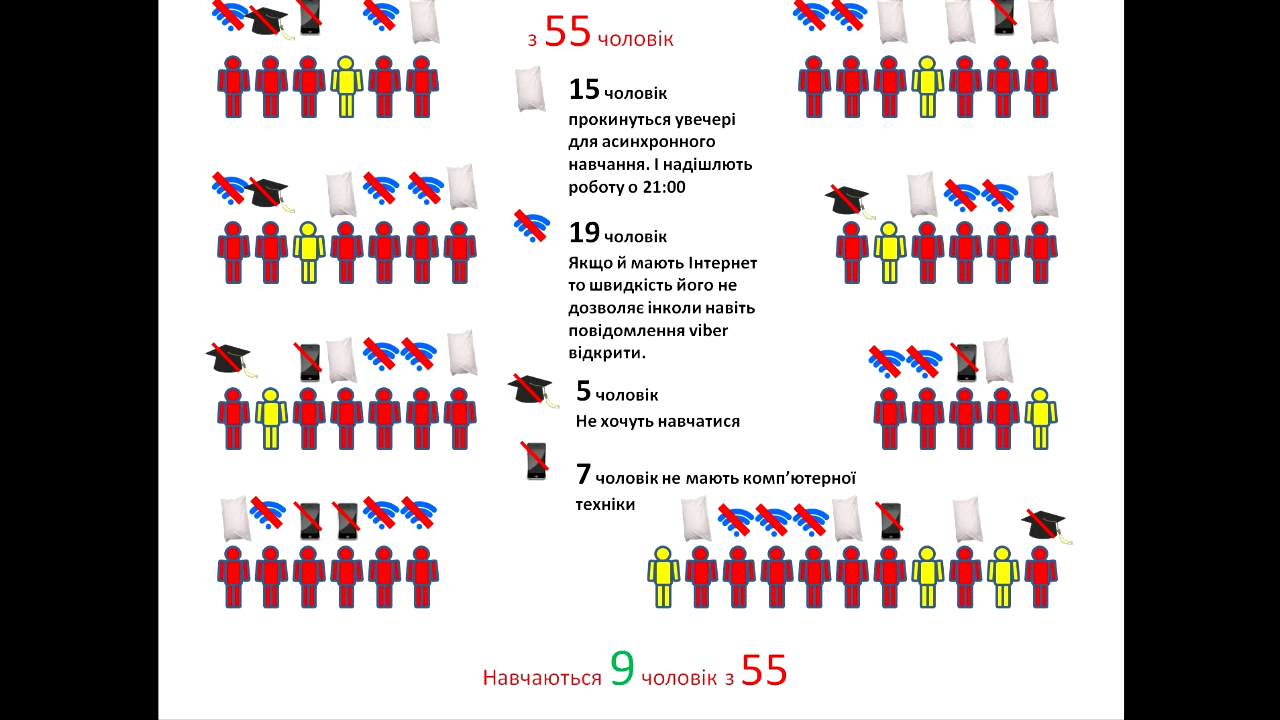 з 55 чоловік
15 чоловік
прокинуться увечері
для асинхронного
навчання. І надішлють
роботу о 21:00
19 чоловік
Якщо й мають Інтернет
то швидкість його не
дозволяє інколи навіть
повідомлення viber
відкрити.
5 чоловік
Не хочуть навчатися
7 чоловік не мають комп’ютерної
техніки
Навчаються 9 чоловік з 55